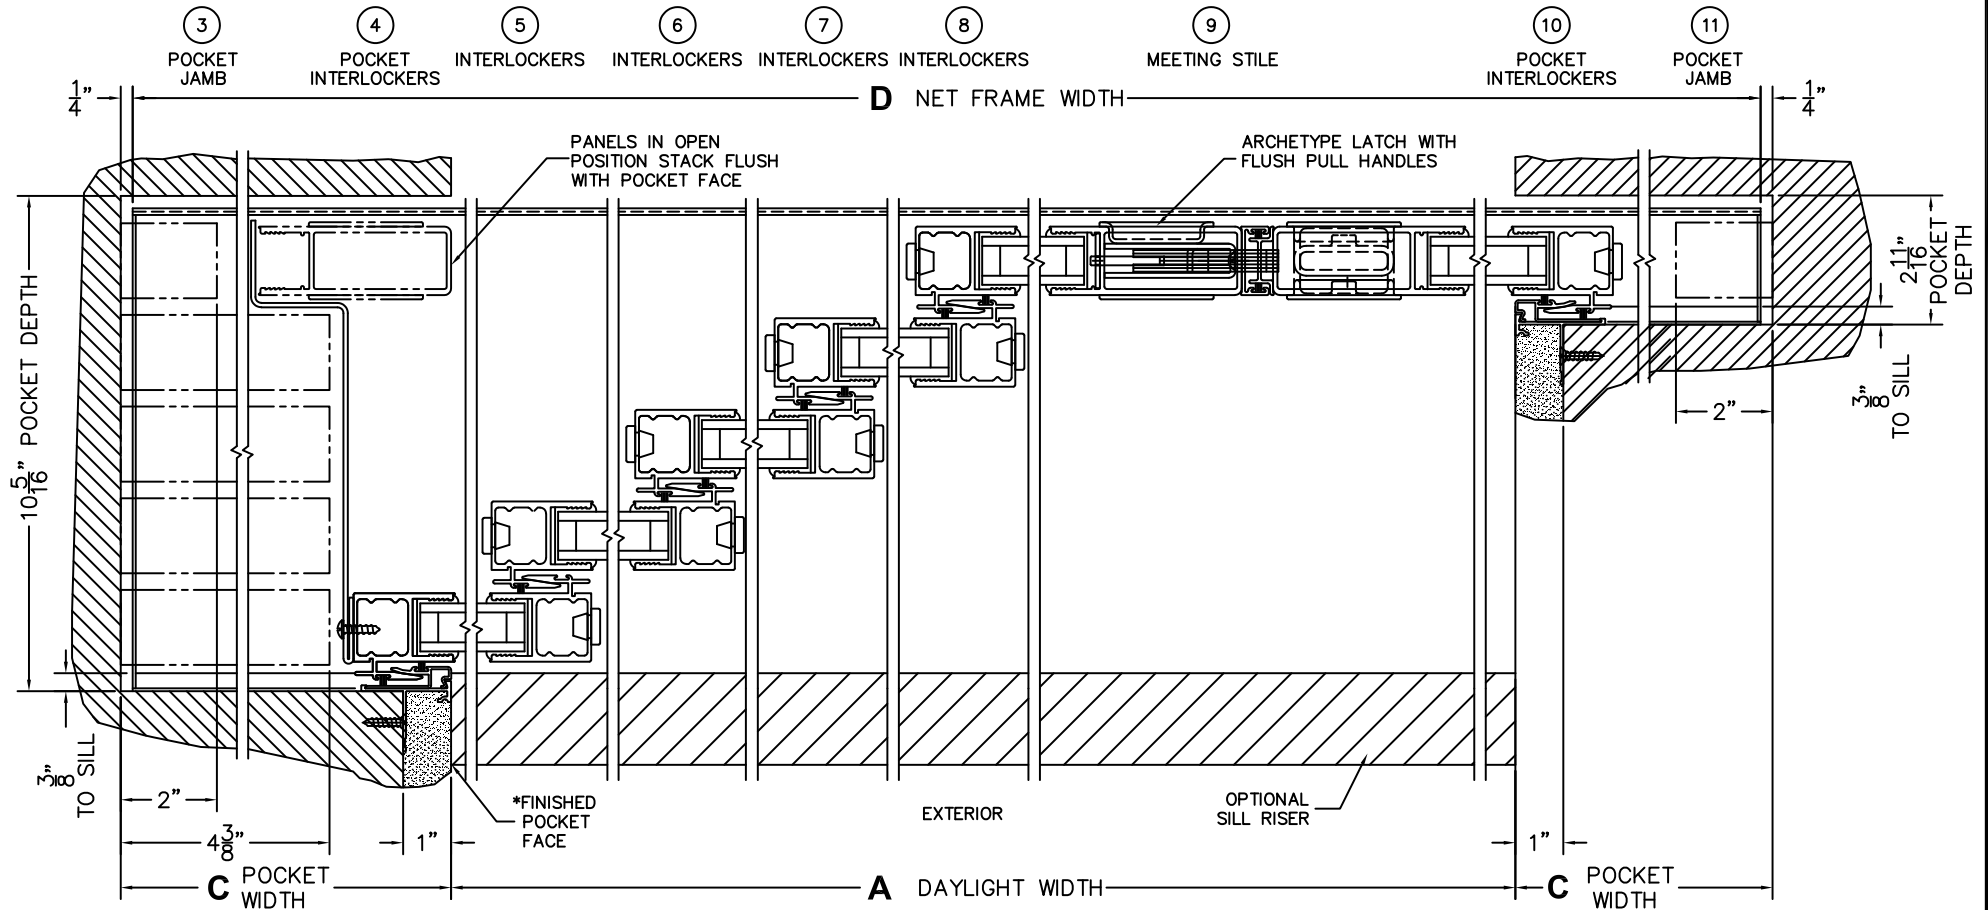 3
POCKET
JAMB
4
POCKET
INTERLOCKERS
5
INTERLOCKERS
6
INTERLOCKERS
7
INTERLOCKERS
8
INTERLOCKERS
9
MEETING STILE
10
POCKET
INTERLOCKERS
11
POCKET
JAMB
1/4"
D NET FRAME WIDTH
1/4"
PANELS IN OPEN
POSITION STACK FLUSH
WITH POCKET FACE
ARCHETYPE LATCH WITH
FLUSH PULL HANDLES
10 5/16" POCKET DEPTH
2 11/16"
POCKET
DEPTH
3/8"
TO SILL
2"
3/8"
TO SILL
2"
4 3/8"
1"
*FINISHED
POCKET
FACE
EXTERIOR
OPTIONAL
SILL RISER
1"
C POCKET
WIDTH
A DAYLIGHT WIDTH
C POCKET
WIDTH